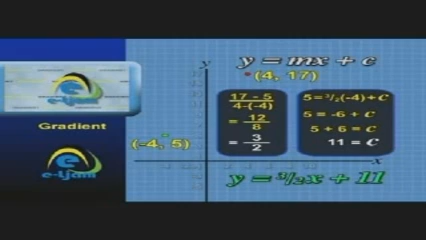 y
y = mx + c
(4, 17)
17 - 5
4-(-4)
= 12
8
= 3
2
5=³/₂(-4)+c
5 = -6 + c
5 + 6 = c
11 = c
Gradient
(-4, 5)
e-Ljam
x
y = ³/₂x + 11